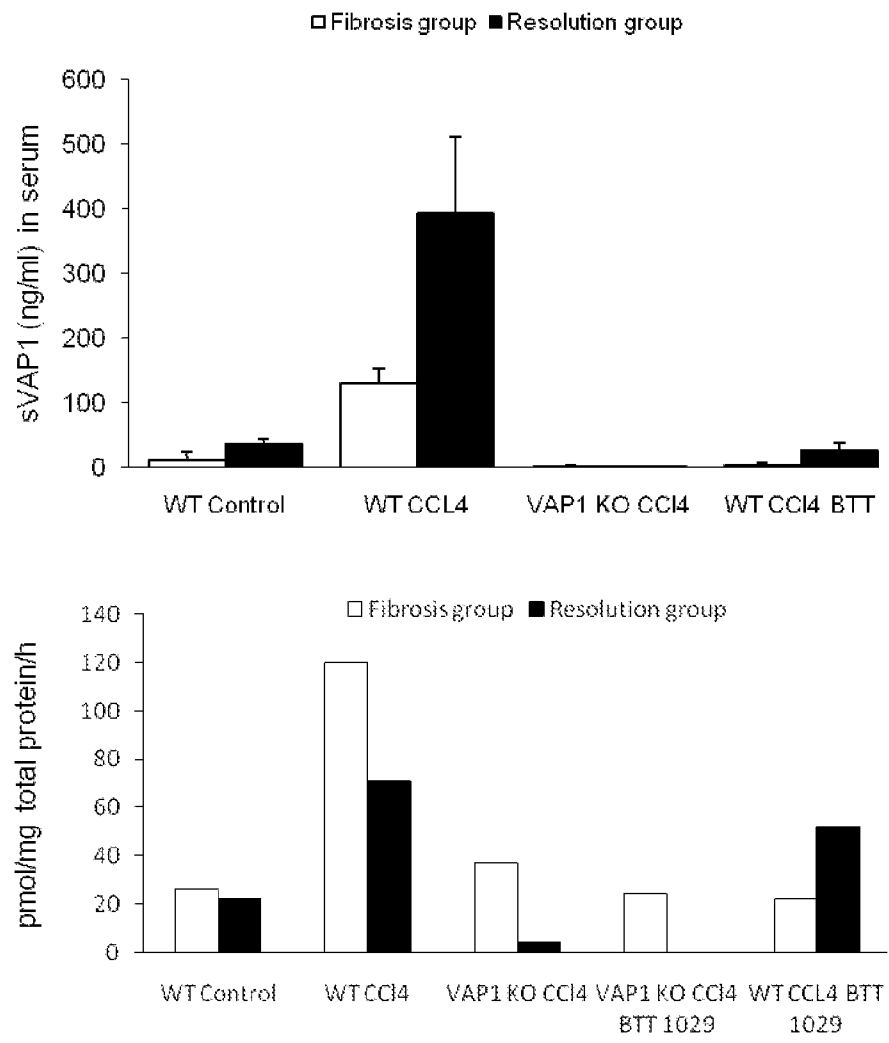 Fibrosis group Resolution group
600
500
400
300
200
100
0
sVAP1 (ng/ml) in serum
WT Control WT CCL4 VAP1 KO CCl4 WT CCl4 BTT
Fibrosis group Resolution group
140
120
100
80
60
40
20
0
pmol/mg total protein/h
WT Control WT CCl4 VAP1 KO CCl4 VAP1 KO CCl4 WT CCL4 BTT
BTT 1029 1029